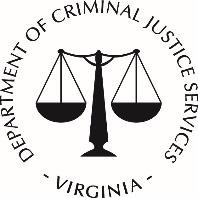 DEPARTMENT OF CRIMINAL JUSTICE SERVICES
- VIRGINIA -